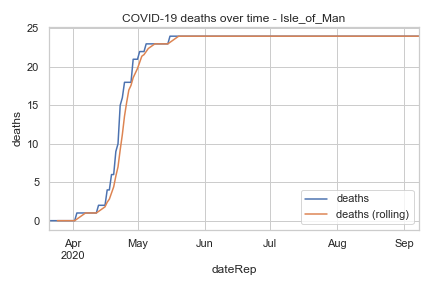 COVID-19 deaths over time - Isle_of_Man
25
20
15
10
5
0
deaths
Apr
2020
May
Jun
Jul
Aug
Sep
dateRep
deaths
deaths (rolling)